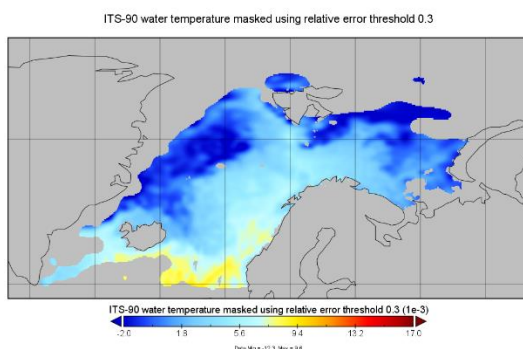 ITS-90 water temperature masked using relative error threshold 0.3
ITS-90 water temperature masked using relative error threshold 0.3 (1e-3)
-2.0 1.8 5.6 9.4 13.2 17.0